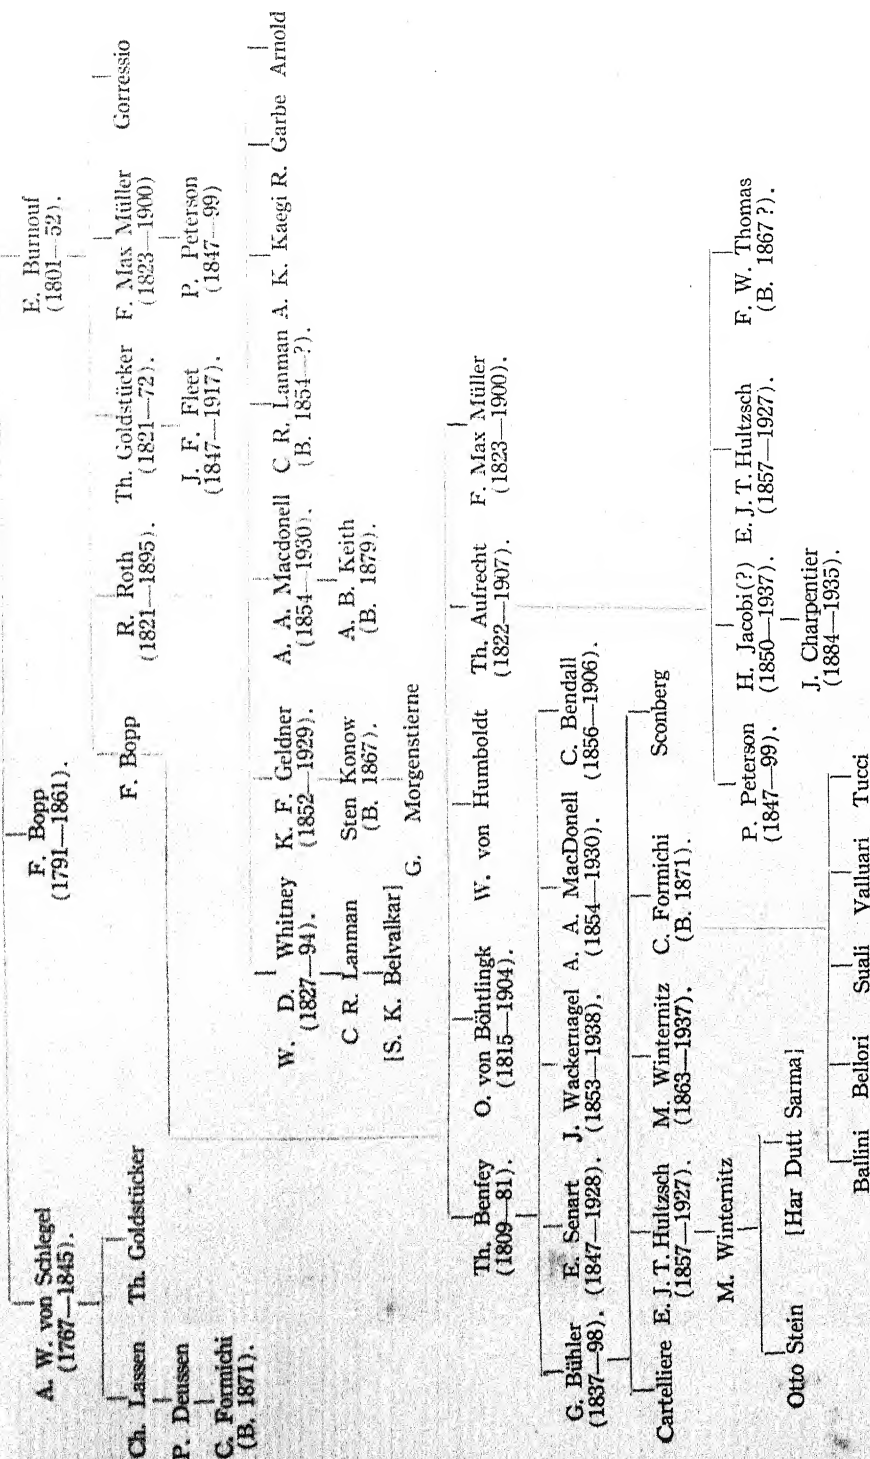 A. W. von Schlegel F. Bopp E. Burnouf
(1767—1845). (1791—1861). (1801—52).
Ch. Lassen Th. Goldstücker F. Bopp R. Roth Th. Goldstücker F. Max Müller Gorressio
(1821—1895). (1821—72). (1823—1900)
P. Deussen J. F. Fleet P. Peterson
(1847—1917). (1847—99)
C. Formichi
(B. 1871).
W. D. Whitney K. F. Geldner A. A. Macdonell C R. Lanman A. K. Kaegi R. Garbe Arnold
(1827—94). (1852—1929). (1854—1930). (B. 1854—?).
C R. Lanman Sten Konow A. B. Keith
(B. 1867). (B. 1879).
[S. K. Belvalkar] G. Morgenstierne
Th. Benfey O. von Böhtlingk W. von Humboldt Th. Aufrecht F. Max Müller
(1809—81). (1815—1904). (1822—1907). (1823—1900).
G. Bühler E. Senart J. Wackernagel A. A. MacDonell C. Bendall
(1837—98). (1847—1928). (1853—1938). (1854—1930). (1856—1906).
Cartelliere E. J. T. Hultzsch M. Winternitz C. Formichi Sconberg
(1857—1927). (1863—1937). (B. 1871).
M. Winternitz
P. Peterson H. Jacobi(?) E. J. T. Hultzsch F. W. Thomas
(1847—99). (1850—1937). (1857—1927). (B. 1867 ?).
Otto Stein [Har Dutt Sarma] J. Charpentier
(1884—1935).
Ballini Bellori Suali Valluari Tucci